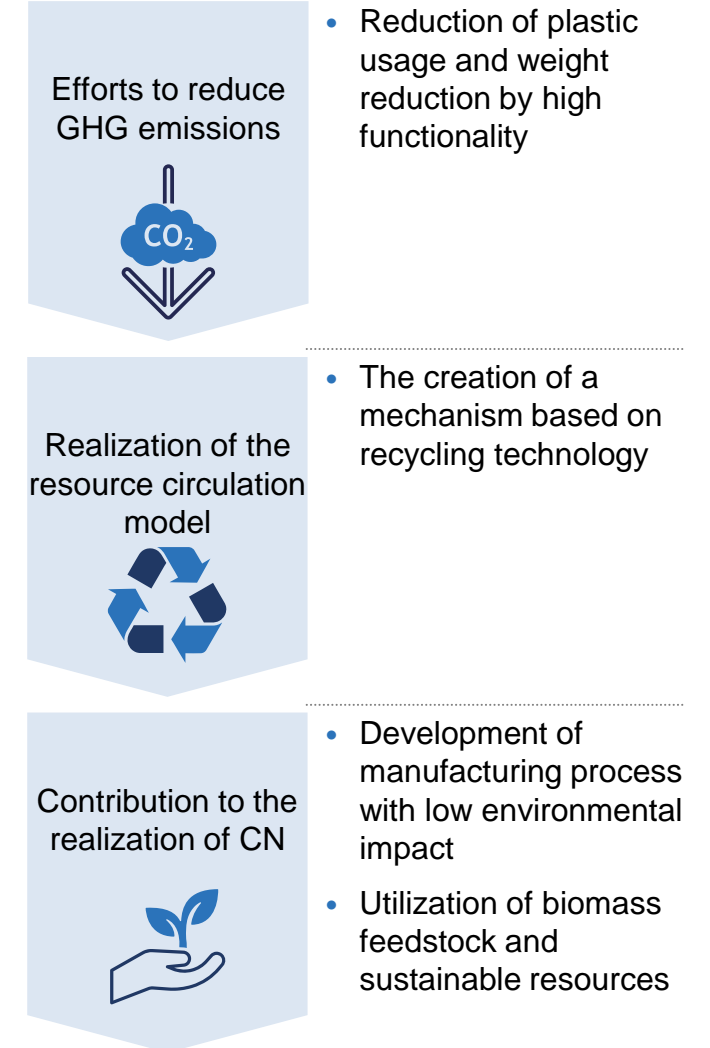 Efforts to reduce
GHG emissions
CO₂
• Reduction of plastic
usage and weight
reduction by high
functionality
Realization of the
resource circulation
model
• The creation of a
mechanism based on
recycling technology
Contribution to the
realization of CN
• Development of
manufacturing process
with low environmental
impact
• Utilization of biomass
feedstock and
sustainable resources